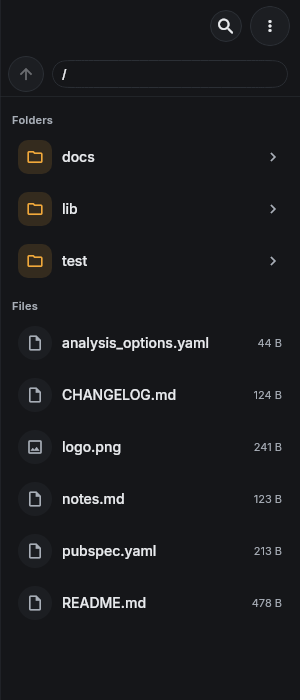 /
Folders
docs
lib
test
Files
analysis_options.yaml 44 B
CHANGELOG.md 124 B
logo.png 241 B
notes.md 123 B
pubspec.yaml 213 B
README.md 478 B